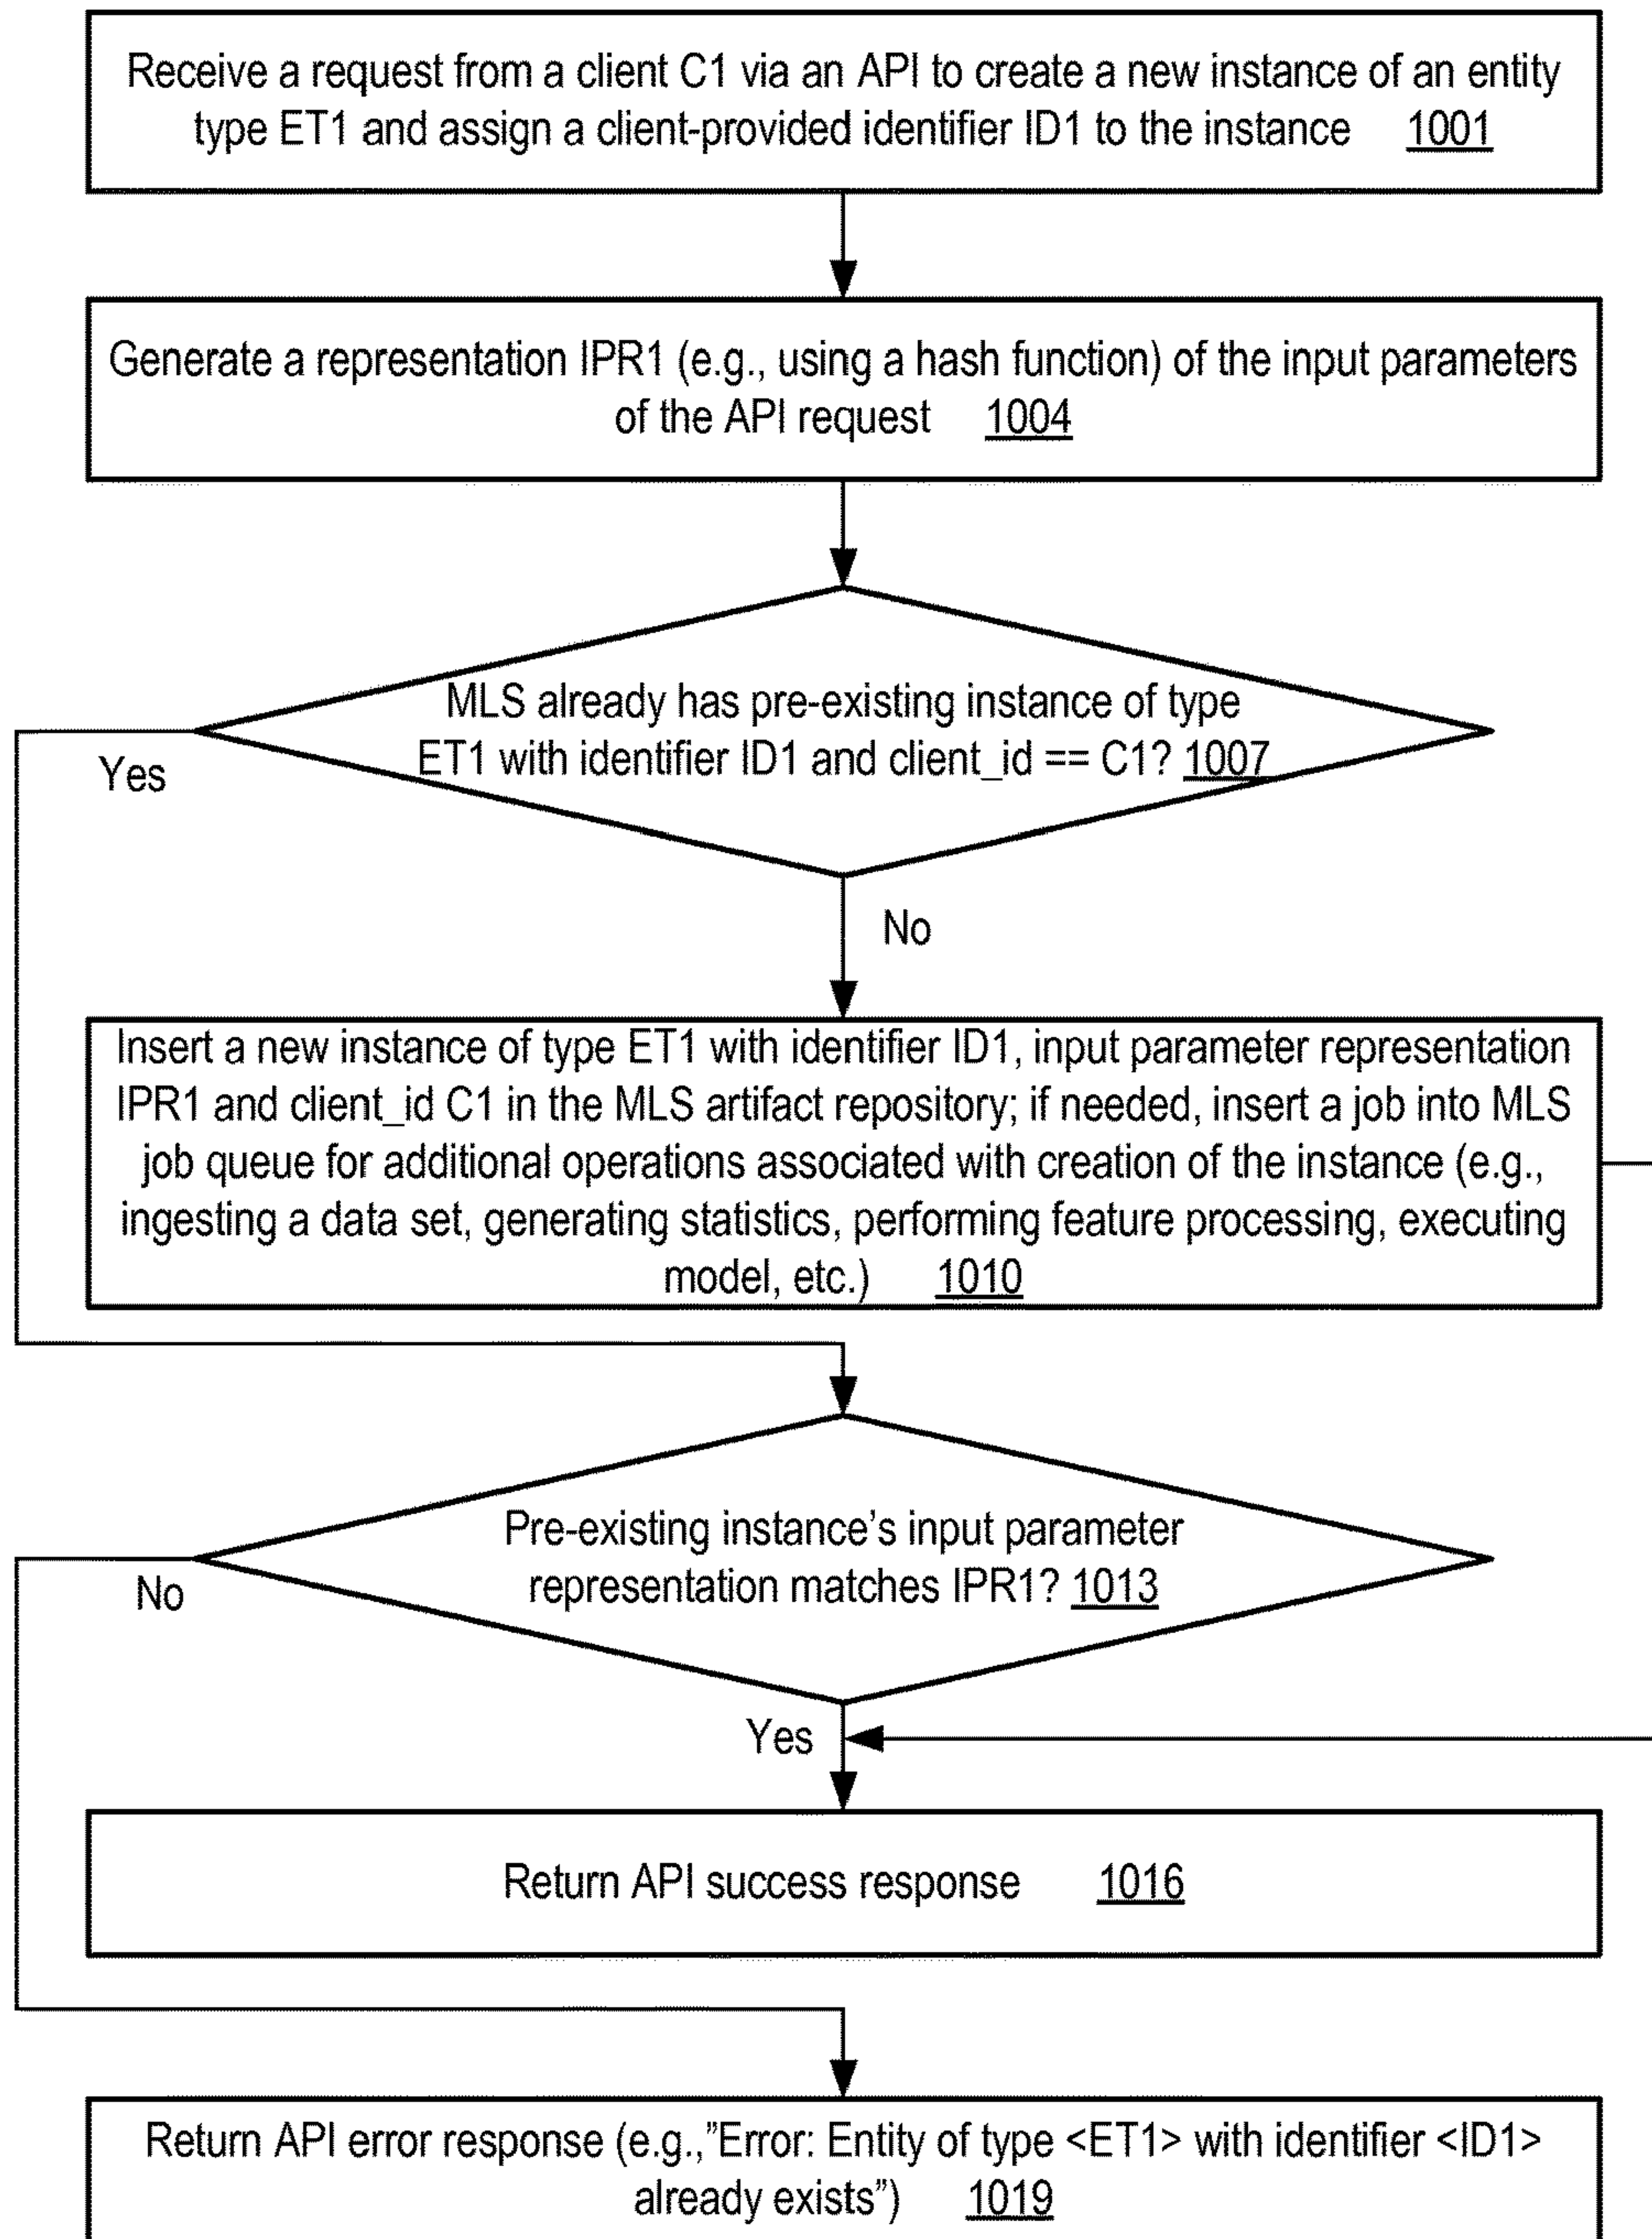 Receive a request from a client C1 via an API to create a new instance of an entity
type ET1 and assign a client-provided identifier ID1 to the instance 1001
Generate a representation IPR1 (e.g., using a hash function) of the input parameters
of the API request 1004
MLS already has pre-existing instance of type
ET1 with identifier ID1 and client_id == C1? 1007
Yes
No
Insert a new instance of type ET1 with identifier ID1, input parameter representation
IPR1 and client_id C1 in the MLS artifact repository; if needed, insert a job into MLS
job queue for additional operations associated with creation of the instance (e.g.,
ingesting a data set, generating statistics, performing feature processing, executing
model, etc.) 1010
Pre-existing instance’s input parameter
representation matches IPR1? 1013
No
Yes
Return API success response 1016
Return API error response (e.g.,”Error: Entity of type <ET1> with identifier <ID1>
already exists”) 1019